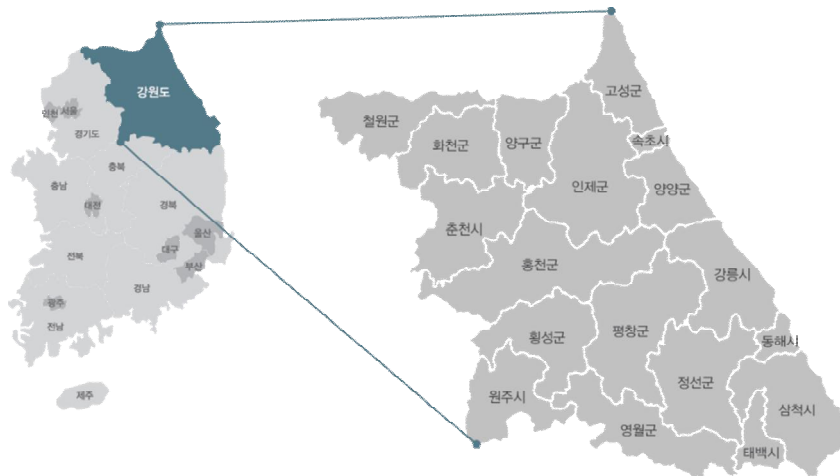 강원도
인천
서울
경기도
충북
충남
대전
경북
울산
대구
전북
부산
경남
광주
전남
제주
고성군
철원군
속초시
화천군
양구군
인제군
양양군
춘천시
홍천군
강릉시
횡성군
평창군
동해시
정선군
원주시
삼척시
영월군
태백시